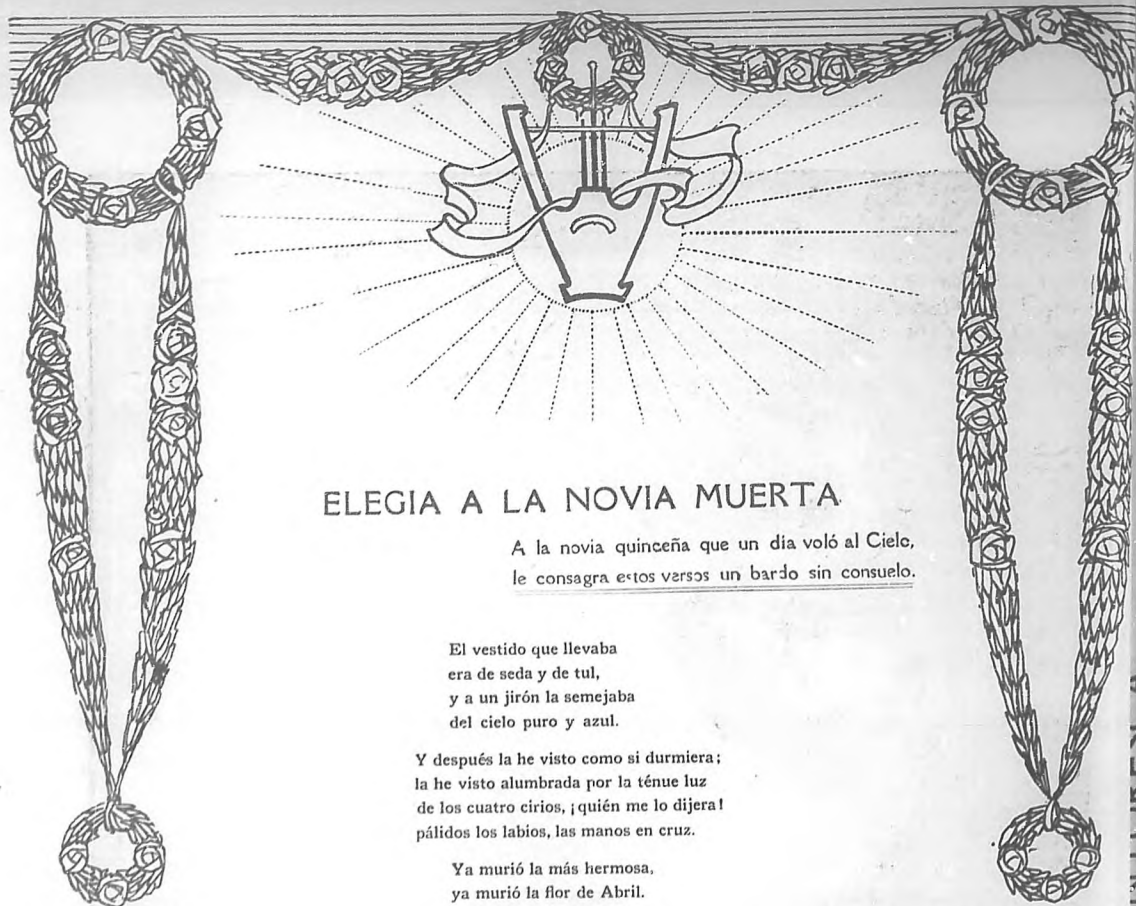 ELEGIA A LA NOVIA MUERTA
A la novia quinceña que un dia voló al Cielo,
le consagra estos versos un bardo sin consuelo.
El vestido que llevaba
era de seda y de tul,
y a un jirón la semejaba
del cielo puro y azul.
Y después la he visto como si durmiera;
la he visto alumbrada por la ténue luz
de los cuatro cirios, ¡quién me lo dijera!
pálidos los labios, las manos en cruz.
Ya murió la más hermosa,
ya murió la flor de Abril.